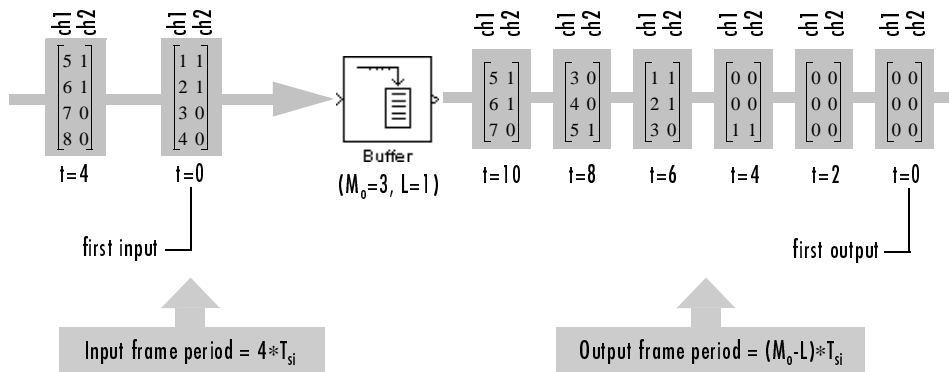 ch1 ch2 ch1 ch2 ch1 ch2 ch1 ch2 ch1 ch2 ch1 ch2 ch1 ch2 ch1 ch2
5 1 1 1 5 1 3 0 1 1 0 0 0 0 0 0
6 1 2 1 6 1 4 0 2 1 0 0 0 0 0 0
7 0 3 0 7 0 5 1 3 0 1 1 0 0 0 0
8 0 4 0
Buffer
t=4 t=0 (Mo=3, L=1) t=10 t=8 t=6 t=4 t=2 t=0
first input first output
Input frame period = 4*Tsi Output frame period = (Mo-L)*Tsi